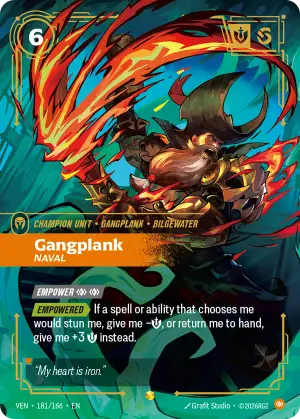 6
5
CHAMPION UNIT • GANGPLANK • BILGEWATER
Gangplank
NAVAL
EMPOWER
EMPOWERED If a spell or ability that chooses me
would stun me, give me -, or return me to hand,
give me +3 instead.
"My heart is iron."
VEN • 181/166 • EN
Grafit Studio • ©2026RGI